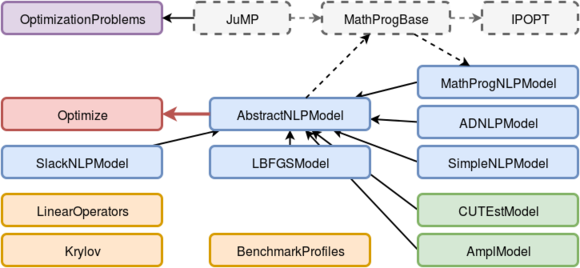 OptimizationProblems
JuMP
MathProgBase
IPOPT
MathProgNLPModel
Optimize
AbstractNLPModel
ADNLPModel
SlackNLPModel
LBFGSModel
SimpleNLPModel
LinearOperators
CUTEstModel
Krylov
BenchmarkProfiles
AmplModel